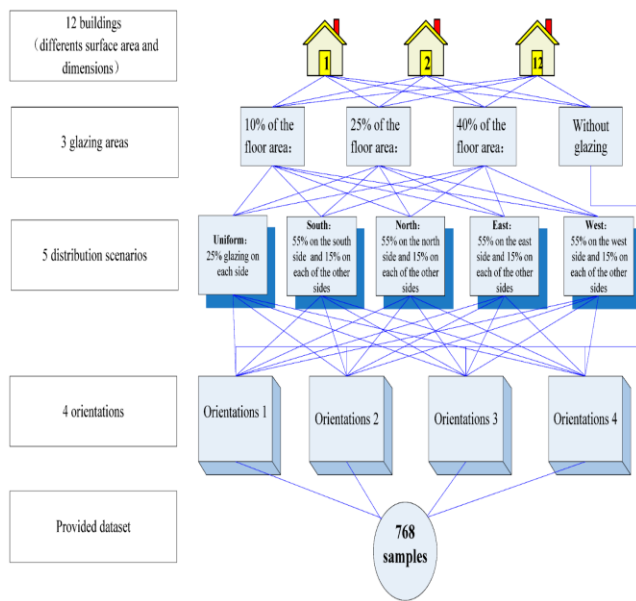 12 buildings
(differents surface area and
dimensions)
1
2
12
3 glazing areas
10% of the
floor area:
25% of the
floor area:
40% of the
floor area:
Without
glazing
5 distribution scenarios
Uniform:
25% glazing on
each side
South:
55% on the south
side and 15% on
each of the other
sides
North:
55% on the north
side and 15% on
each of the other
sides
East:
55% on the east
side and 15% on
each of the other
sides
West:
55% on the west
side and 15% on
each of the other
sides
4 orientations
Orientations 1
Orientations 2
Orientations 3
Orientations 4
Provided dataset
768
samples